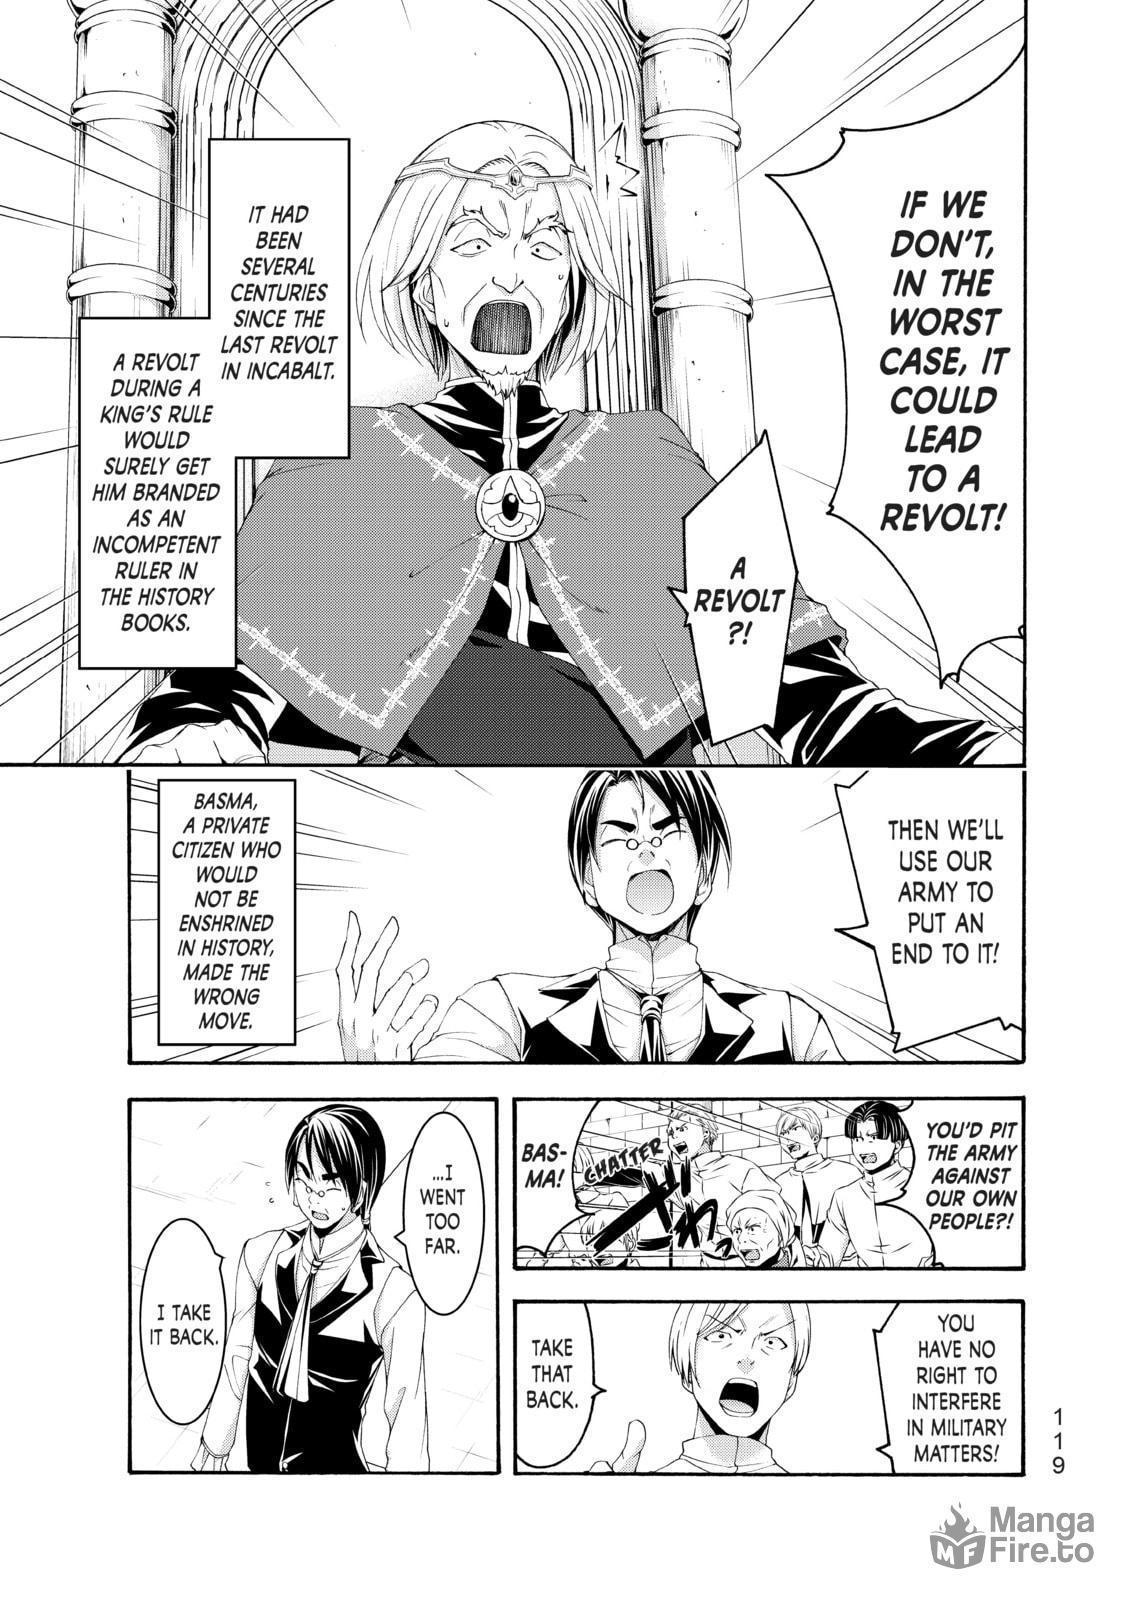 IF WE
DON'T,
IN THE
WORST
CASE, IT
COULD
LEAD
TO A
REVOLT!
A
REVOLT
?!
IT HAD
BEEN
SEVERAL
CENTURIES
SINCE THE
LAST REVOLT
IN INCABALT.
A REVOLT
DURING A
KING'S RULE
WOULD
SURELY GET
HIM BRANDED
AS AN
INCOMPETENT
RULER IN
THE HISTORY
BOOKS.
THEN WE'LL
USE OUR
ARMY TO
PUT AN
END TO IT!
BASMA,
A PRIVATE
CITIZEN WHO
WOULD
NOT BE
ENSHRINED
IN HISTORY,
MADE THE
WRONG
MOVE.
YOU'D PIT
THE ARMY
AGAINST
OUR OWN
PEOPLE?!
CHATTER
ざわ
BAS-
MA!
YOU
HAVE NO
RIGHT TO
INTERFERE
IN MILITARY
MATTERS!
TAKE
THAT
BACK.
...I
WENT
TOO
FAR.
I TAKE
IT BACK.
119
Manga
Fire.to
MF